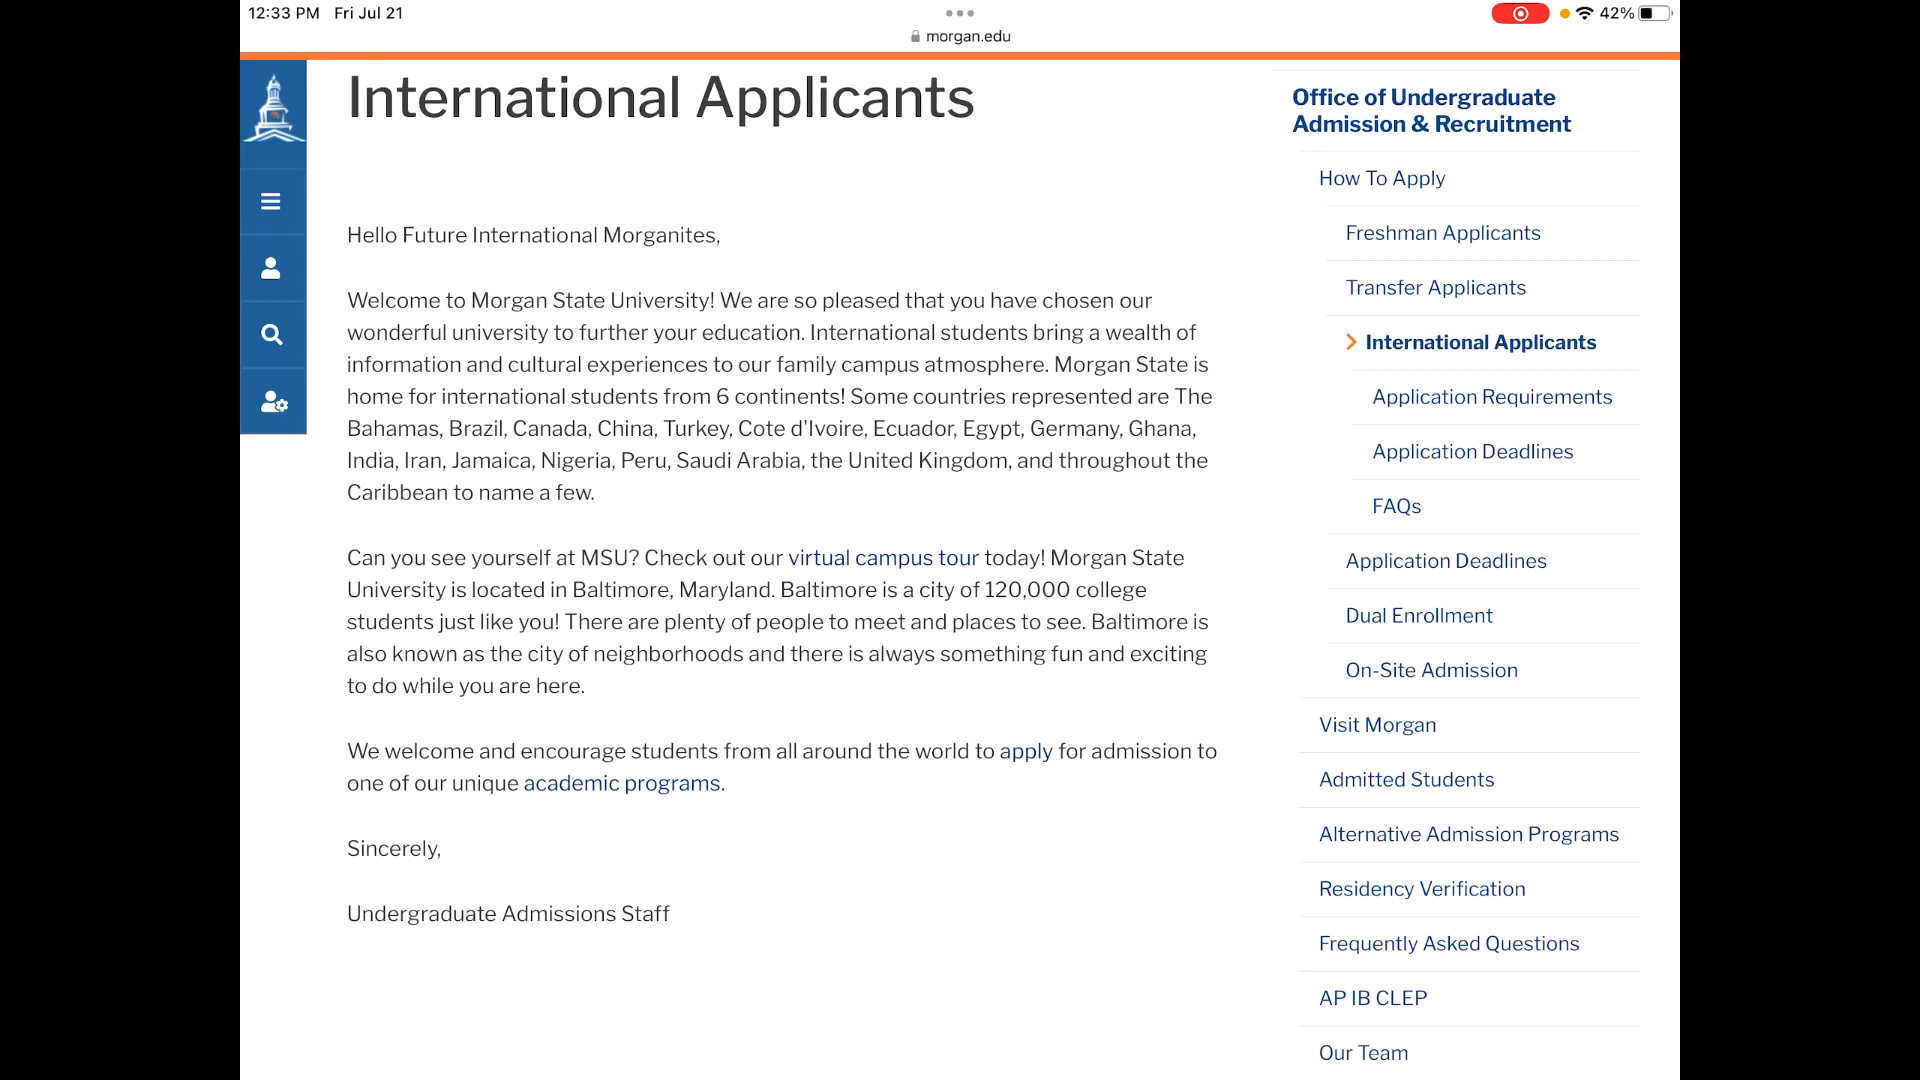 12:33 PM Fri Jul 21
42%
morgan.edu
International Applicants
Hello Future International Morganites,
Welcome to Morgan State University! We are so pleased that you have chosen our
wonderful university to further your education. International students bring a wealth of
information and cultural experiences to our family campus atmosphere. Morgan State is
home for international students from 6 continents! Some countries represented are The
Bahamas, Brazil, Canada, China, Turkey, Cote d'Ivoire, Ecuador, Egypt, Germany, Ghana,
India, Iran, Jamaica, Nigeria, Peru, Saudi Arabia, the United Kingdom, and throughout the
Caribbean to name a few.
Can you see yourself at MSU? Check out our virtual campus tour today! Morgan State
University is located in Baltimore, Maryland. Baltimore is a city of 120,000 college
students just like you! There are plenty of people to meet and places to see. Baltimore is
also known as the city of neighborhoods and there is always something fun and exciting
to do while you are here.
We welcome and encourage students from all around the world to apply for admission to
one of our unique academic programs.
Sincerely,
Undergraduate Admissions Staff
Office of Undergraduate
Admission & Recruitment
How To Apply
Freshman Applicants
Transfer Applicants
International Applicants
Application Requirements
Application Deadlines
FAQs
Application Deadlines
Dual Enrollment
On-Site Admission
Visit Morgan
Admitted Students
Alternative Admission Programs
Residency Verification
Frequently Asked Questions
AP IB CLEP
Our Team